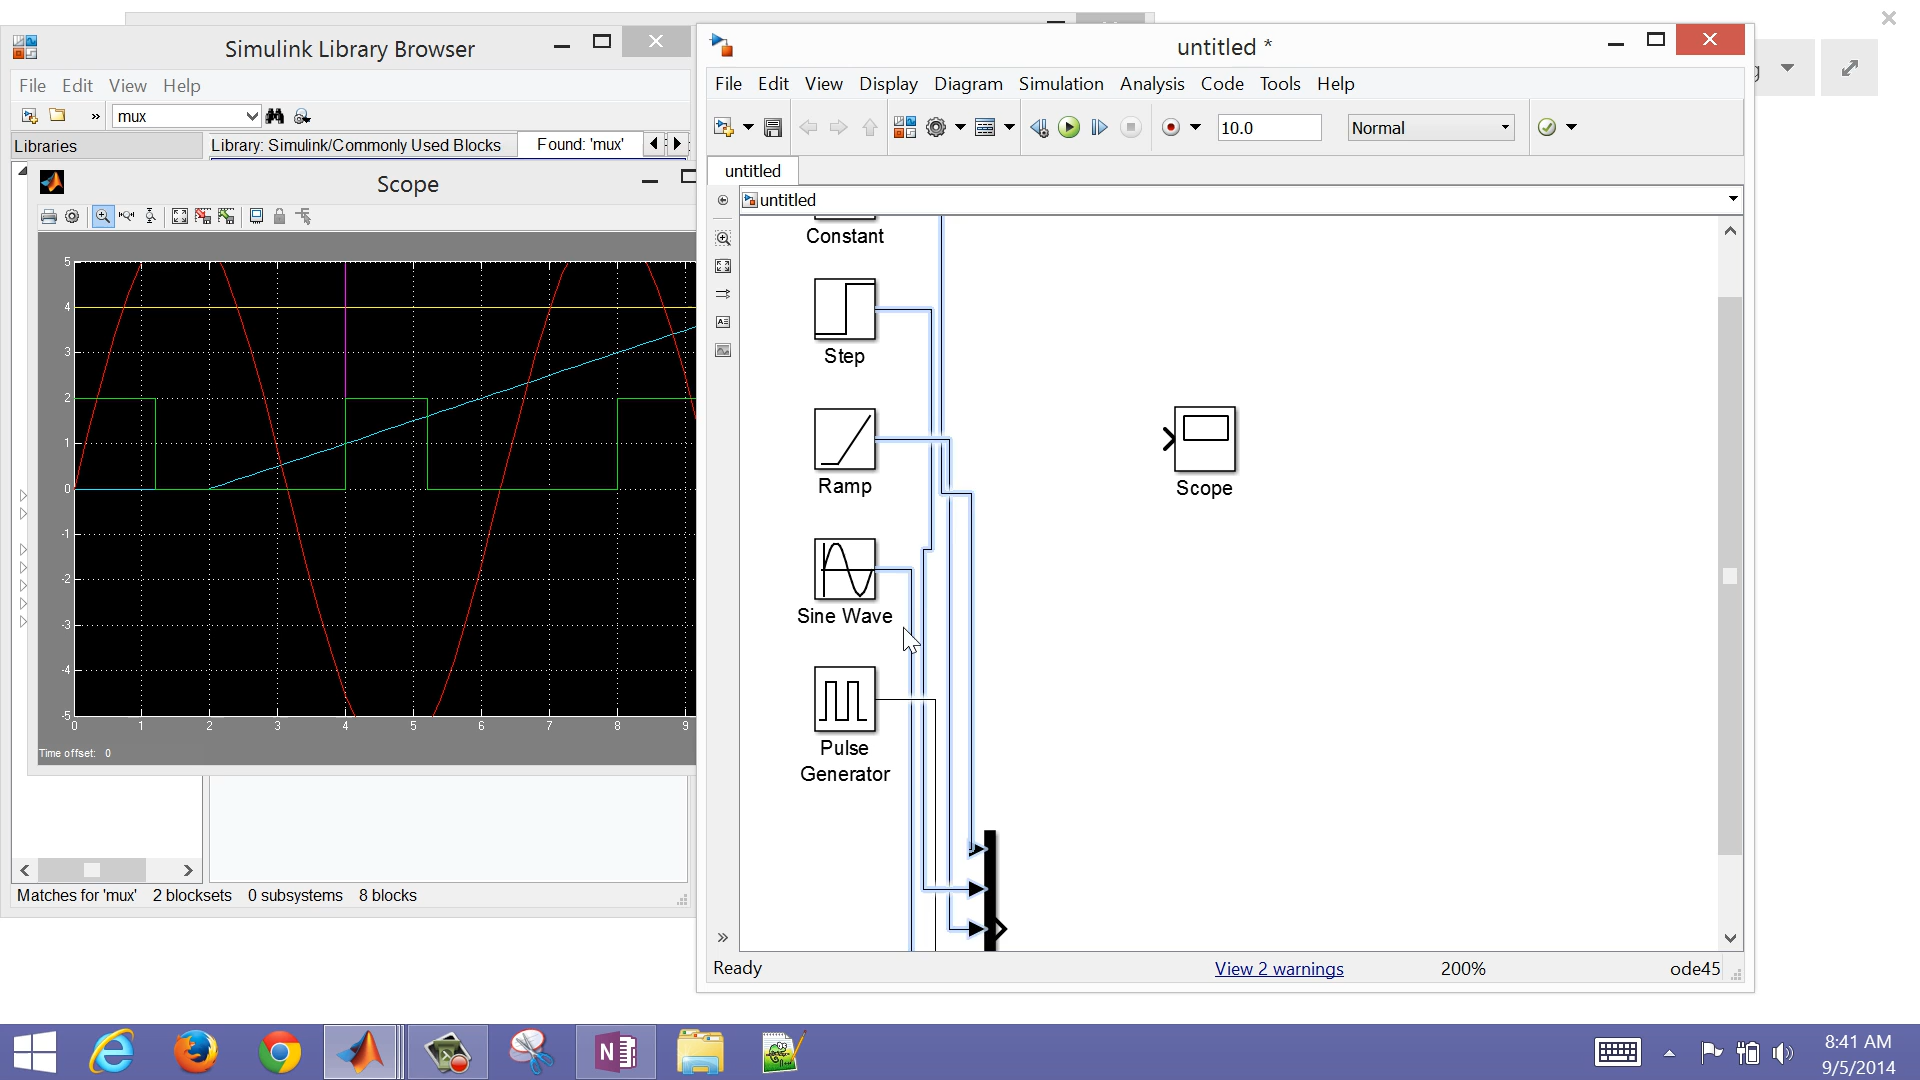 Simulink Library Browser
File Edit View Help
mux
Libraries
Library: Simulink/Commonly Used Blocks
Found: 'mux'
Scope
5
4
3
2
1
0
-1
-2
-3
-4
-5
0 1 2 3 4 5 6 7 8 9
Time offset: 0
Matches for 'mux' 2 blocksets 0 subsystems 8 blocks
untitled *
File Edit View Display Diagram Simulation Analysis Code Tools Help
10.0
Normal
untitled
untitled
Constant
Step
Ramp
Sine Wave
Pulse
Generator
Scope
Ready
View 2 warnings
200%
ode45
8:41 AM
9/5/2014